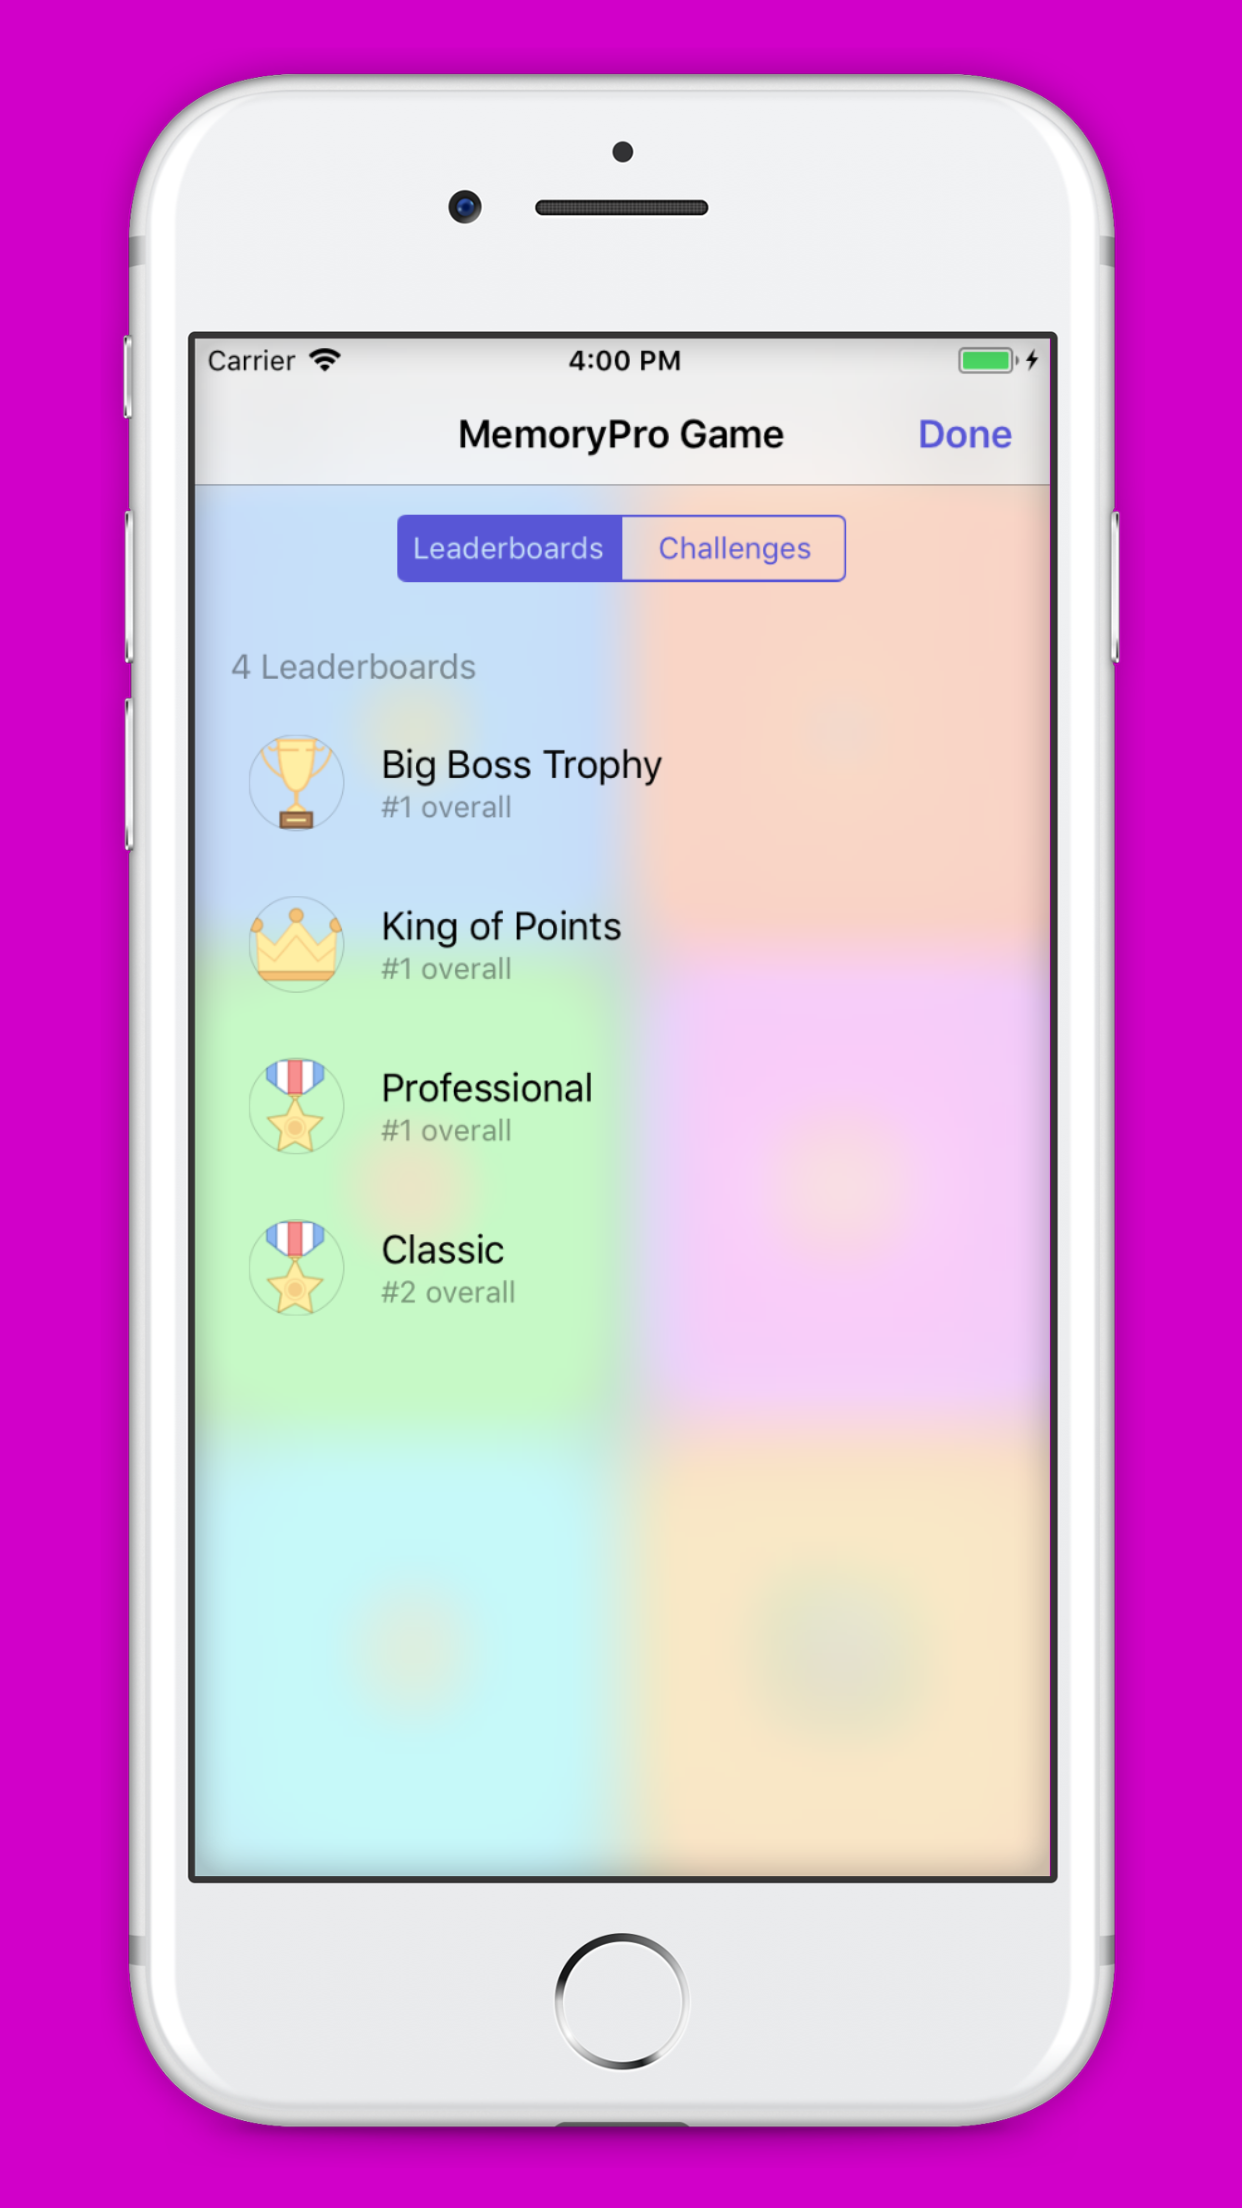 Carrier 4:00 PM
MemoryPro Game Done
Leaderboards Challenges
4 Leaderboards
Big Boss Trophy
#1 overall
King of Points
#1 overall
Professional
#1 overall
Classic
#2 overall